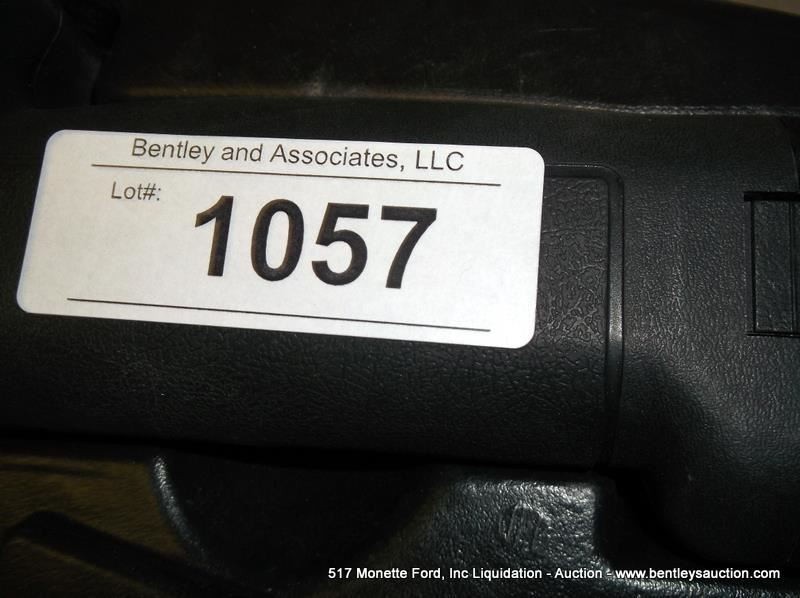 Bentley and Associates, LLC
Lot#:
1057
517 Monette Ford, Inc Liquidation - Auction - www.bentleysauction.com